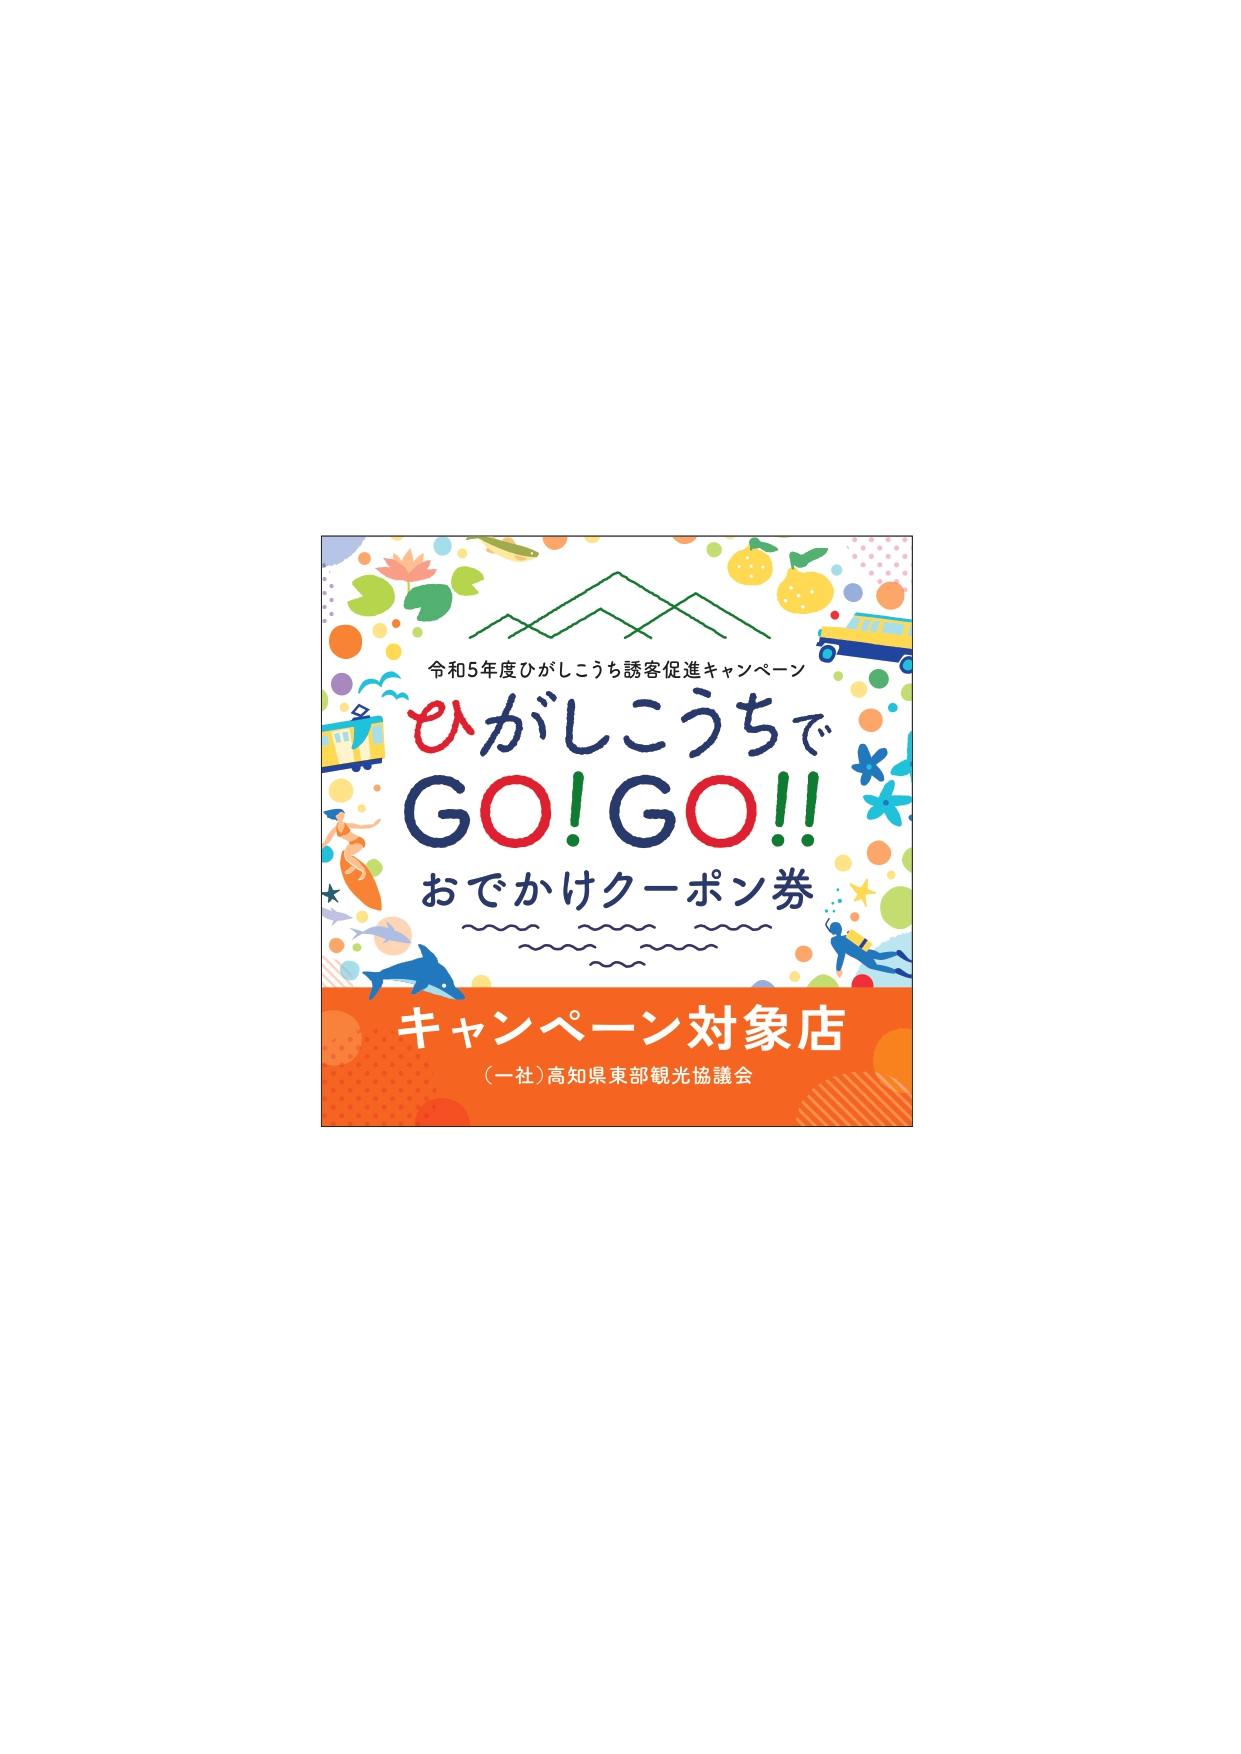 令和5年度ひがしこうち誘客促進キャンペーン
ひがしこうちで
GO!GO!!
おでかけクーポン券
キャンペーン対象店
(一社)高知県東部観光協議会